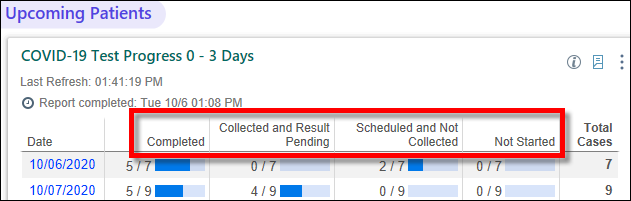 Upcoming Patients
COVID-19 Test Progress 0 - 3 Days
Last Refresh: 01:41:19 PM
Report completed: Tue 10/6 01:08 PM
Date Completed Collected and Result Pending Scheduled and Not Collected Not Started Total Cases
10/06/2020 5 / 7 0 / 7 2 / 7 0 / 7 7
10/07/2020 5 / 9 4 / 9 0 / 9 0 / 9 9